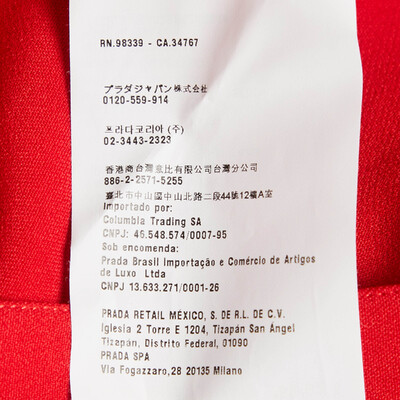 RN.98339 - CA.34767
プラダジャパン株式会社
0120-559-914
프라다코리아 (주)
02-3443-2323
香港商台灣意比有限公司台灣分公司
886-2-2571-5255
臺北市中山區中山北路二段44號12樓A室
Importado por:
Columbia Trading SA
CNPJ: 46.548.574/0007-95
Sob encomenda:
Prada Brasil Importação e Comércio de Artigos
de Luxo Ltda
CNPJ 13.633.271/0001-26
PRADA RETAIL MÉXICO, S. DE R.L. DE C.V.
Iglesia 2 Torre E 1204, Tizapán San Angel
Tizapán, Distrito Federal, 01090
PRADA SPA
Via Fogazzaro,28 20135 Milano